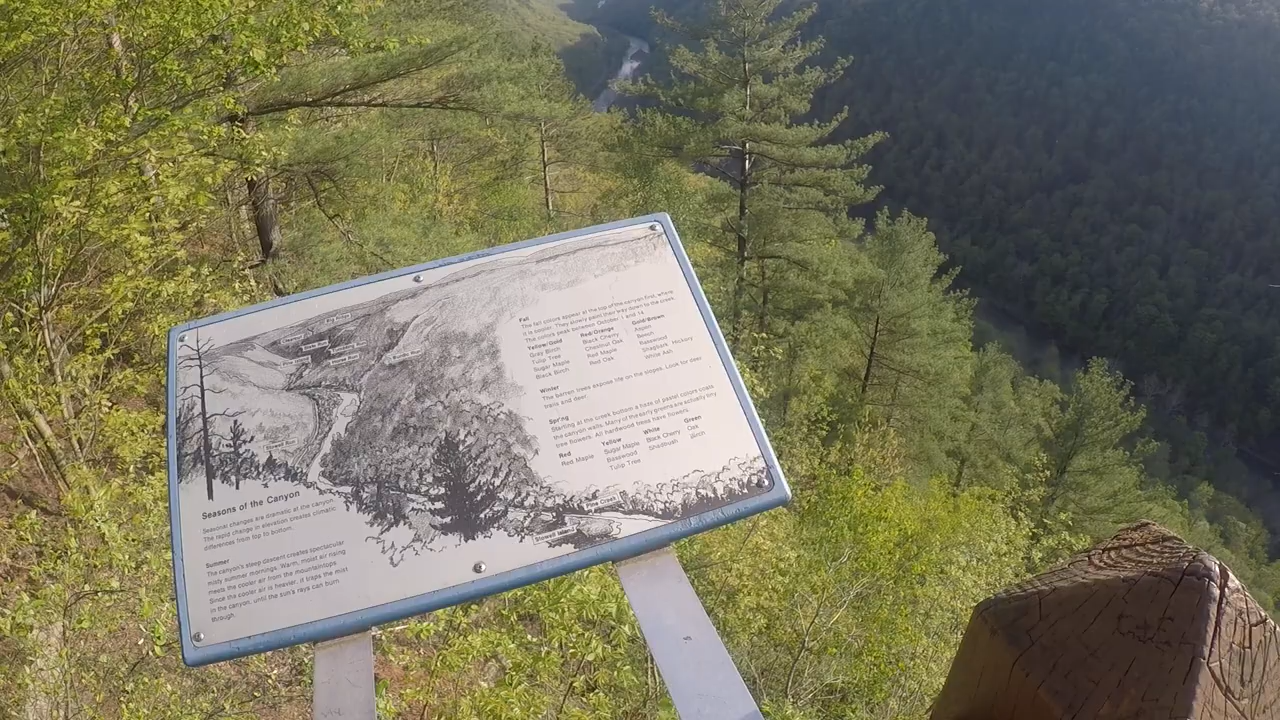 Seasons of the Canyon
Seasonal changes are dramatic at the canyon.
The rapid change in elevation creates climatic
differences from top to bottom.
Summer
The canyon's steep descent creates spectacular
misty summer mornings. Warm, moist air rising
meets the cooler air from the mountaintops.
Since the cooler air is heavier, it traps the mist
in the canyon, until the sun's rays can burn
through.
Fall
The fall colors appear at the top of the canyon first, where
it is cooler. They slowly paint their way down to the creek.
The colors peak between October 1 and 14.
Yellow/Gold Red/Orange Gold/Brown
Gray Birch Black Cherry Aspen
Tulip Tree Chestnut Oak Beech
Sugar Maple Red Maple Basswood
Black Birch Red Oak Shagbark Hickory
White Ash
Winter
The barren trees expose life on the slopes. Look for deer
trails and deer.
Spring
Starting at the creek bottom a haze of pastel colors coats
the canyon walls. Many of the early greens are actually tiny
tree flowers. All hardwood trees have flowers.
Red Yellow White Green
Red Maple Sugar Maple Black Cherry Oak
Basswood Shadbush Birch
Tulip Tree
Creek
Stowell